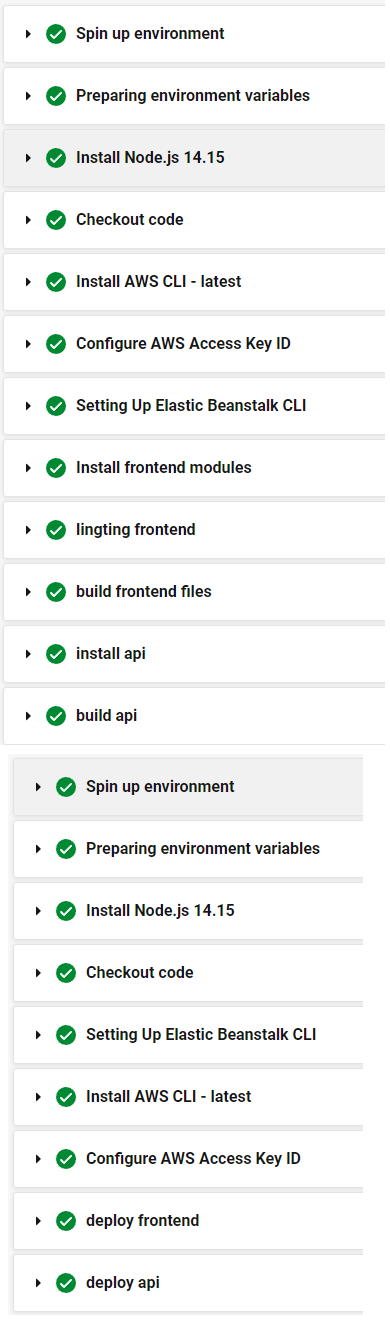 Spin up environment
Preparing environment variables
Install Node.js 14.15
Checkout code
Install AWS CLI - latest
Configure AWS Access Key ID
Setting Up Elastic Beanstalk CLI
Install frontend modules
lingting frontend
build frontend files
install api
build api
Spin up environment
Preparing environment variables
Install Node.js 14.15
Checkout code
Setting Up Elastic Beanstalk CLI
Install AWS CLI - latest
Configure AWS Access Key ID
deploy frontend
deploy api